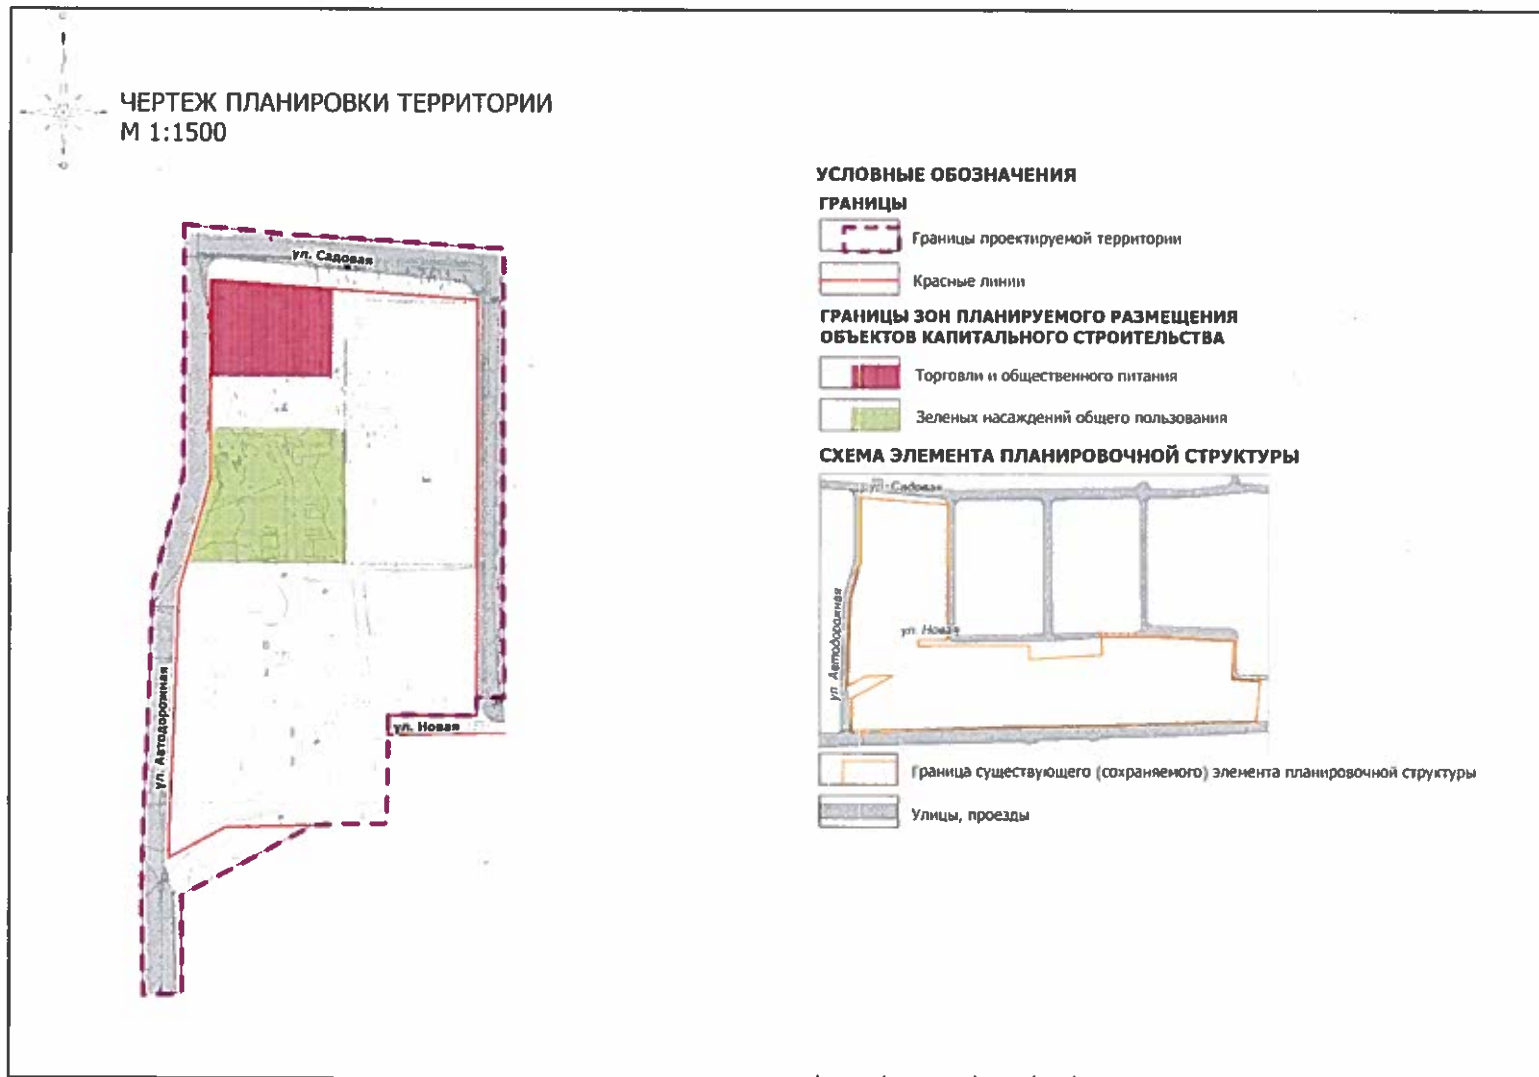 ЧЕРТЕЖ ПЛАНИРОВКИ ТЕРРИТОРИИ
М 1:1500
ул. Садовая
ул. Автодорожная
ул. Новая
УСЛОВНЫЕ ОБОЗНАЧЕНИЯ
ГРАНИЦЫ
Границы проектируемой территории
Красные линии
ГРАНИЦЫ ЗОН ПЛАНИРУЕМОГО РАЗМЕЩЕНИЯ
ОБЪЕКТОВ КАПИТАЛЬНОГО СТРОИТЕЛЬСТВА
Торговли и общественного питания
Зеленых насаждений общего пользования
СХЕМА ЭЛЕМЕНТА ПЛАНИРОВОЧНОЙ СТРУКТУРЫ
ул. Садовая
ул. Новая
ул. Автодорожная
Граница существующего (сохраняемого) элемента планировочной структуры
Улицы, проезды